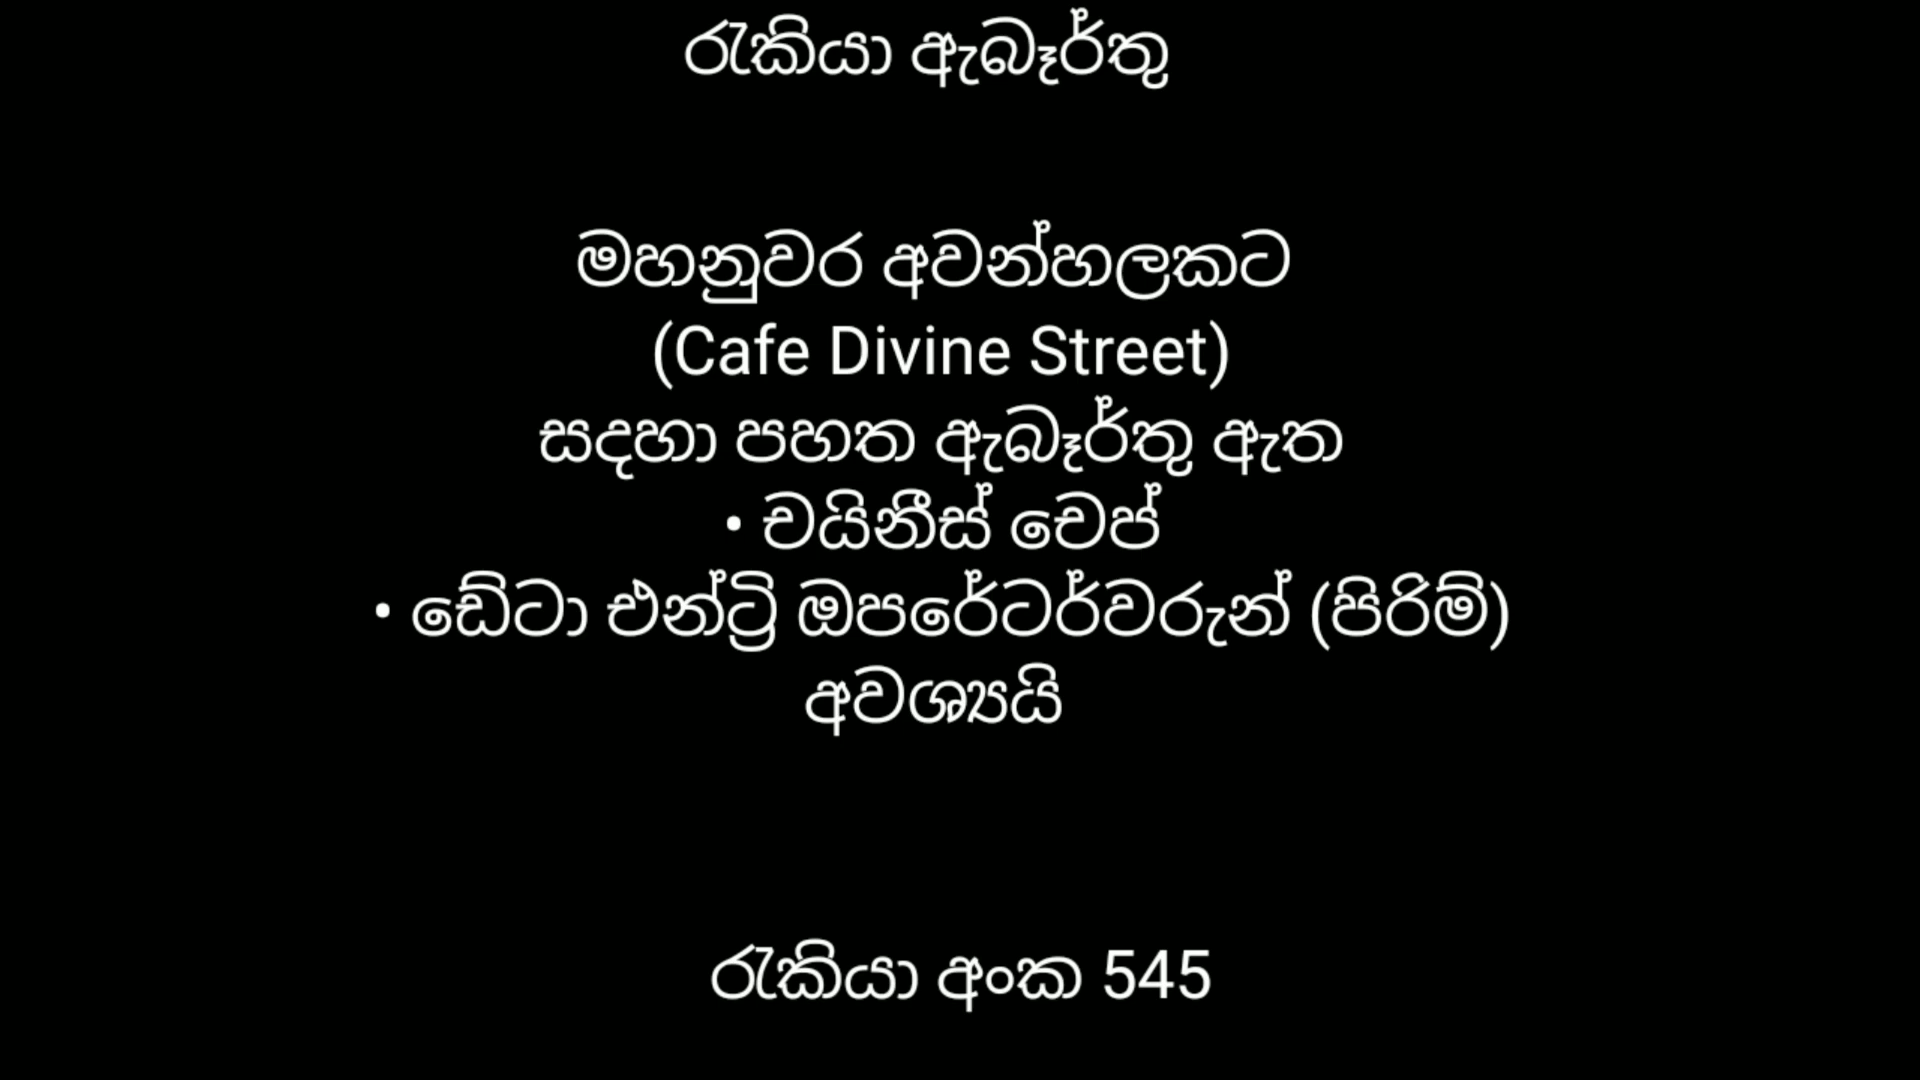 රැකියා ඇබෑර්තු
මහනුවර අවන්හලකට
(Cafe Divine Street)
සදහා පහත ඇබෑර්තු ඇත
• චයිනීස් චෙප්
• ඩේටා එන්ට්‍රි ඔපරේටර්වරුන් (පිරිමි)
අවශ්‍යයි
රැකියා අංක 545